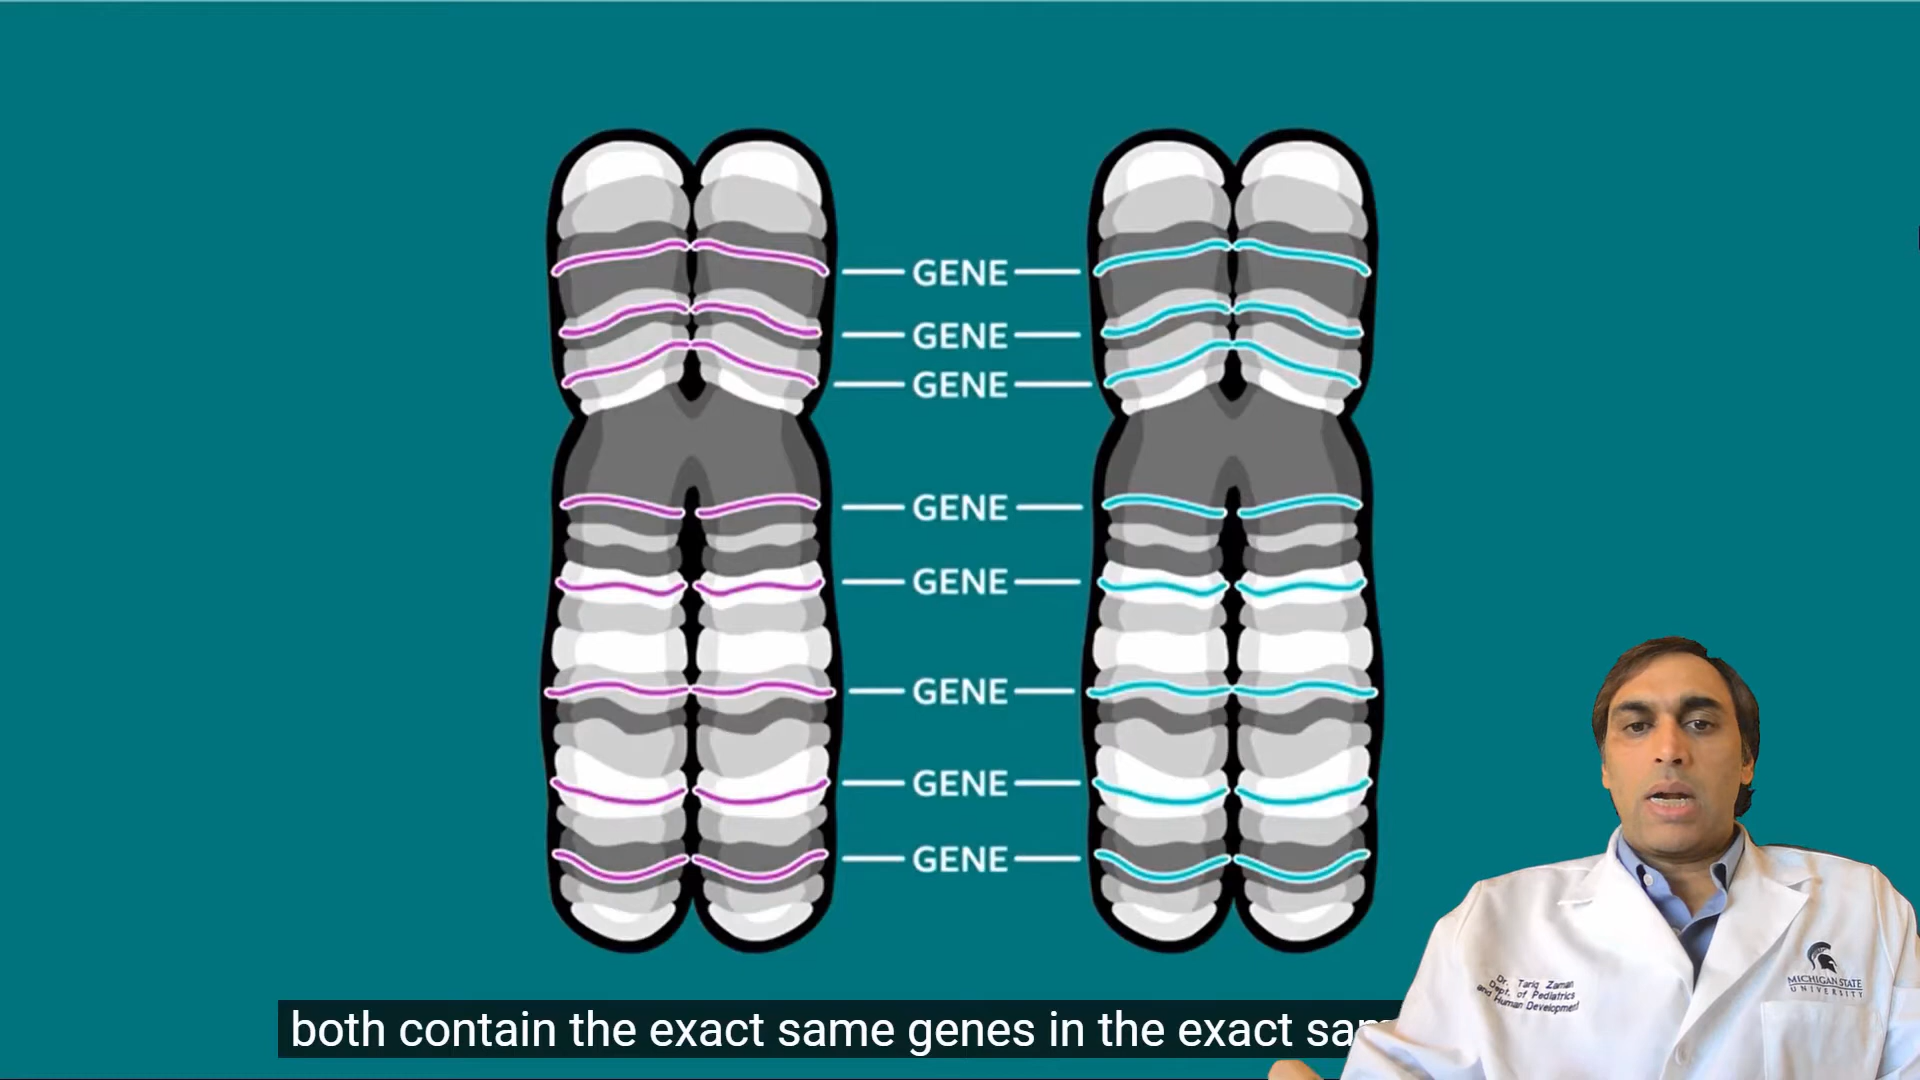 GENE
GENE
GENE
GENE
GENE
GENE
GENE
GENE
both contain the exact same genes in the exact
Dr. Tariq Zaman
Dept. of Pediatrics
and Human Development
MICHIGAN STATE
UNIVERSITY